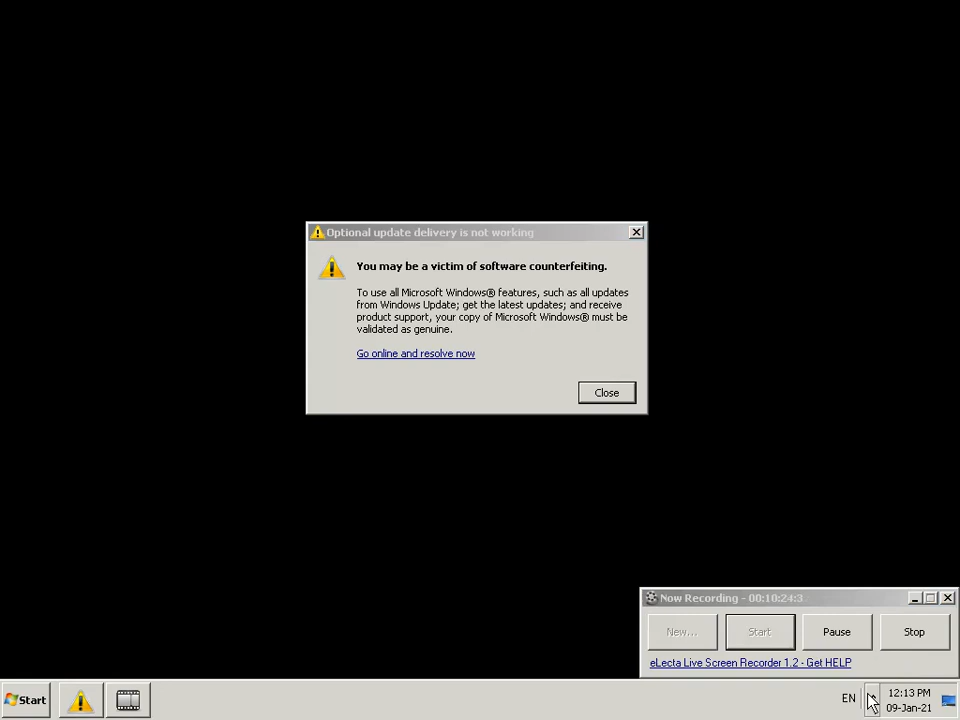 Optional update delivery is not working
You may be a victim of software counterfeiting.
To use all Microsoft Windows® features, such as all updates
from Windows Update; get the latest updates; and receive
product support, your copy of Microsoft Windows® must be
validated as genuine.
Go online and resolve now
Close
Now Recording - 00:10:24:3
New...
Start
Pause
Stop
eLecta Live Screen Recorder 1.2 - Get HELP
Start
EN
12:13 PM
09-Jan-21